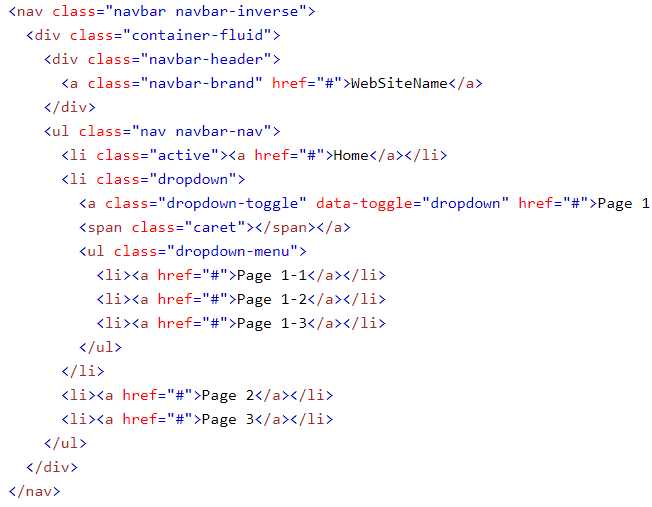 <nav class="navbar navbar-inverse">
  <div class="container-fluid">
    <div class="navbar-header">
      <a class="navbar-brand" href="#">WebSiteName</a>
    </div>
    <ul class="nav navbar-nav">
      <li class="active"><a href="#">Home</a></li>
      <li class="dropdown">
        <a class="dropdown-toggle" data-toggle="dropdown" href="#">Page 1
        <span class="caret"></span></a>
        <ul class="dropdown-menu">
          <li><a href="#">Page 1-1</a></li>
          <li><a href="#">Page 1-2</a></li>
          <li><a href="#">Page 1-3</a></li>
        </ul>
      </li>
      <li><a href="#">Page 2</a></li>
      <li><a href="#">Page 3</a></li>
    </ul>
  </div>
</nav>